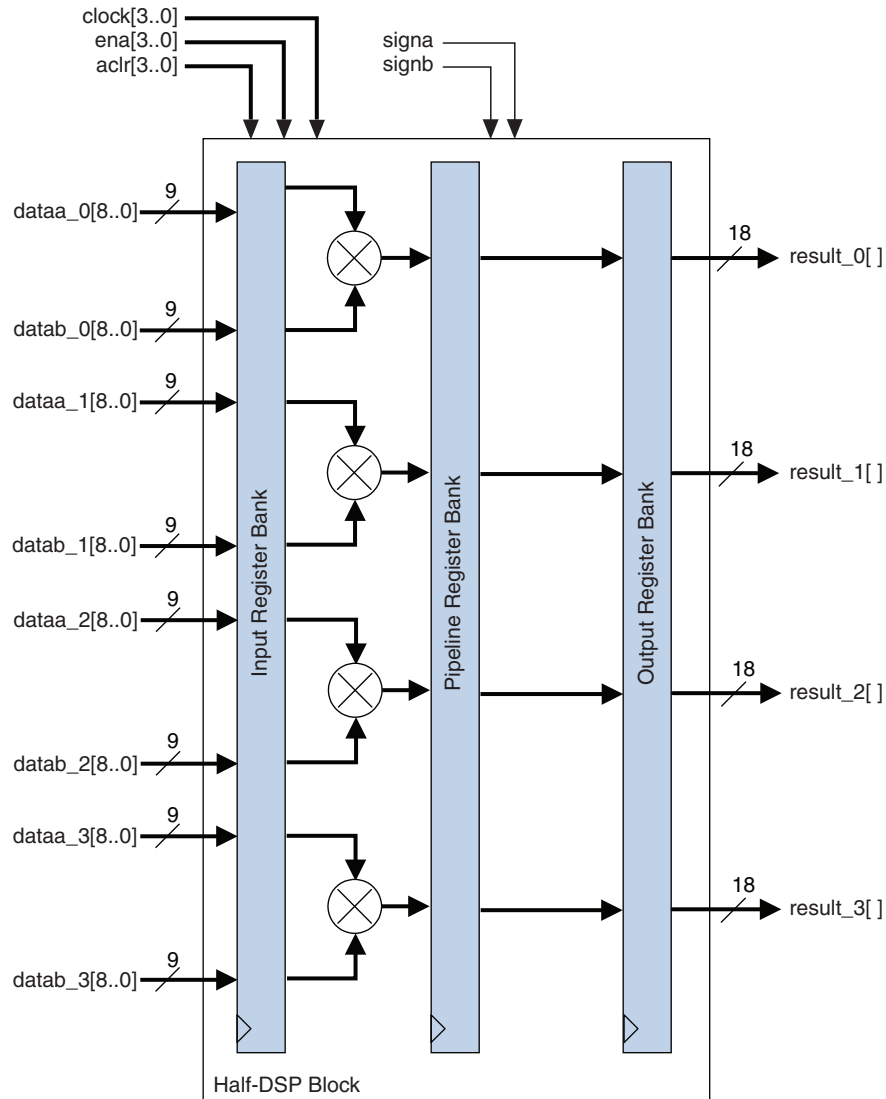 clock[3..0]
ena[3..0]
aclr[3..0]
signa
signb
9
dataa_0[8..0]
18
result_0[ ]
9
datab_0[8..0]
9
dataa_1[8..0]
18
result_1[ ]
9
datab_1[8..0]
9
dataa_2[8..0]
18
result_2[ ]
9
datab_2[8..0]
9
dataa_3[8..0]
18
result_3[ ]
9
datab_3[8..0]
Input Register Bank
Pipeline Register Bank
Output Register Bank
Half-DSP Block